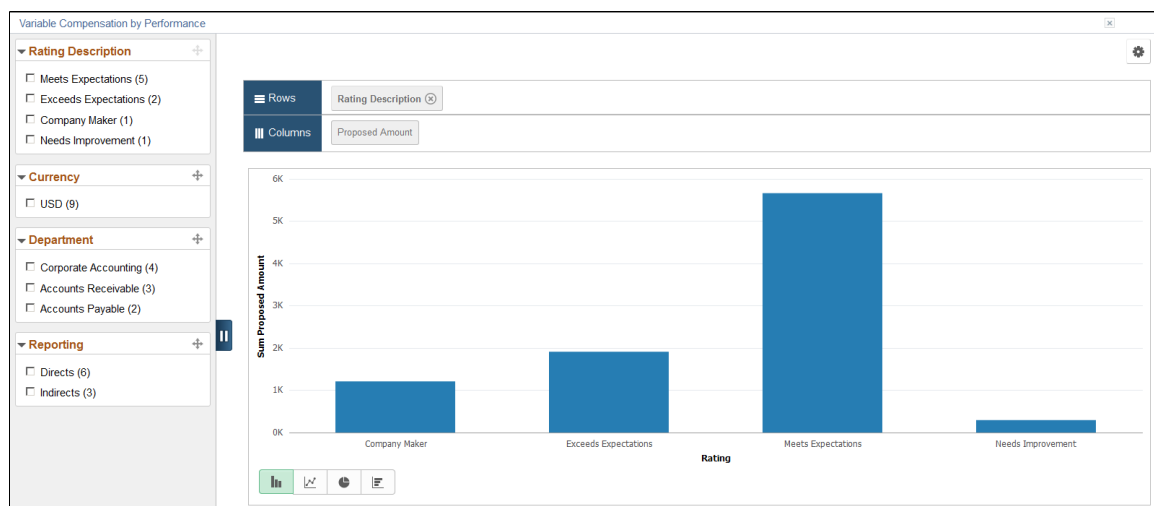 Variable Compensation by Performance
Rating Description
Meets Expectations (5)
Exceeds Expectations (2)
Company Maker (1)
Needs Improvement (1)
Currency
USD (9)
Department
Corporate Accounting (4)
Accounts Receivable (3)
Accounts Payable (2)
Reporting
Directs (6)
Indirects (3)
Rows
Rating Description
Columns
Proposed Amount
6K
5K
4K
3K
2K
1K
0K
Sum Proposed Amount
Company Maker
Exceeds Expectations
Meets Expectations
Needs Improvement
Rating